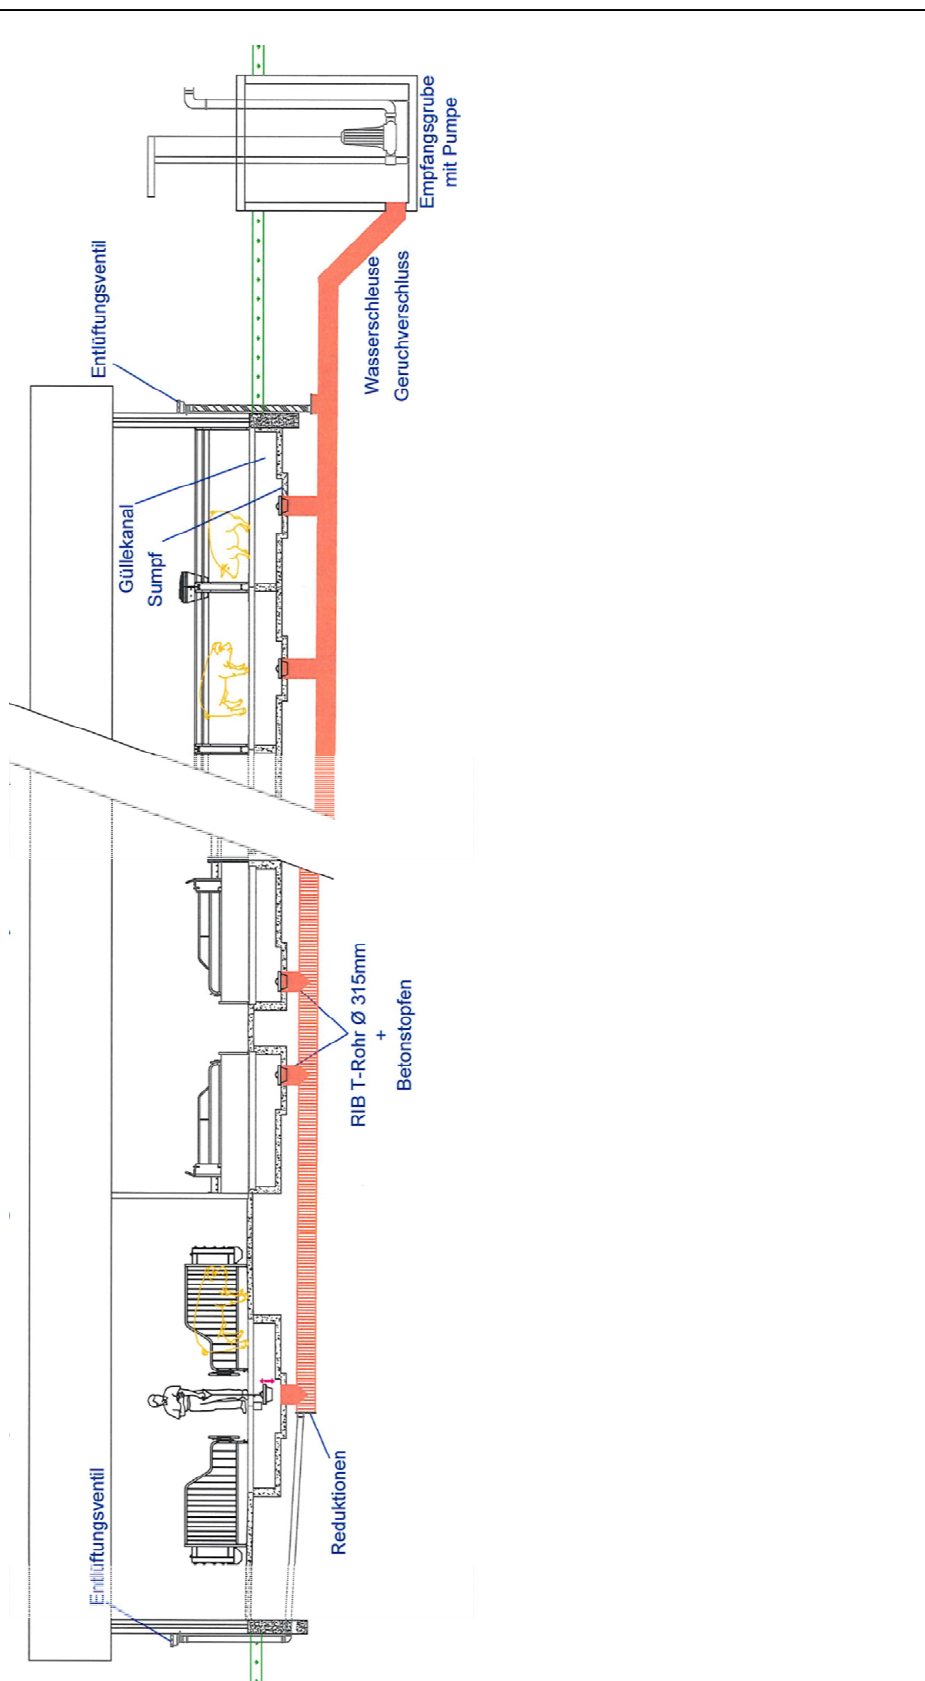 Entlüftungsventil
Reduktionen
RIB T-Rohr Ø 315mm
+
Betonstopfen
Güllekanal
Sumpf
Entlüftungsventil
Wasserschleuse
Geruchverschluss
Empfangsgrube
mit Pumpe